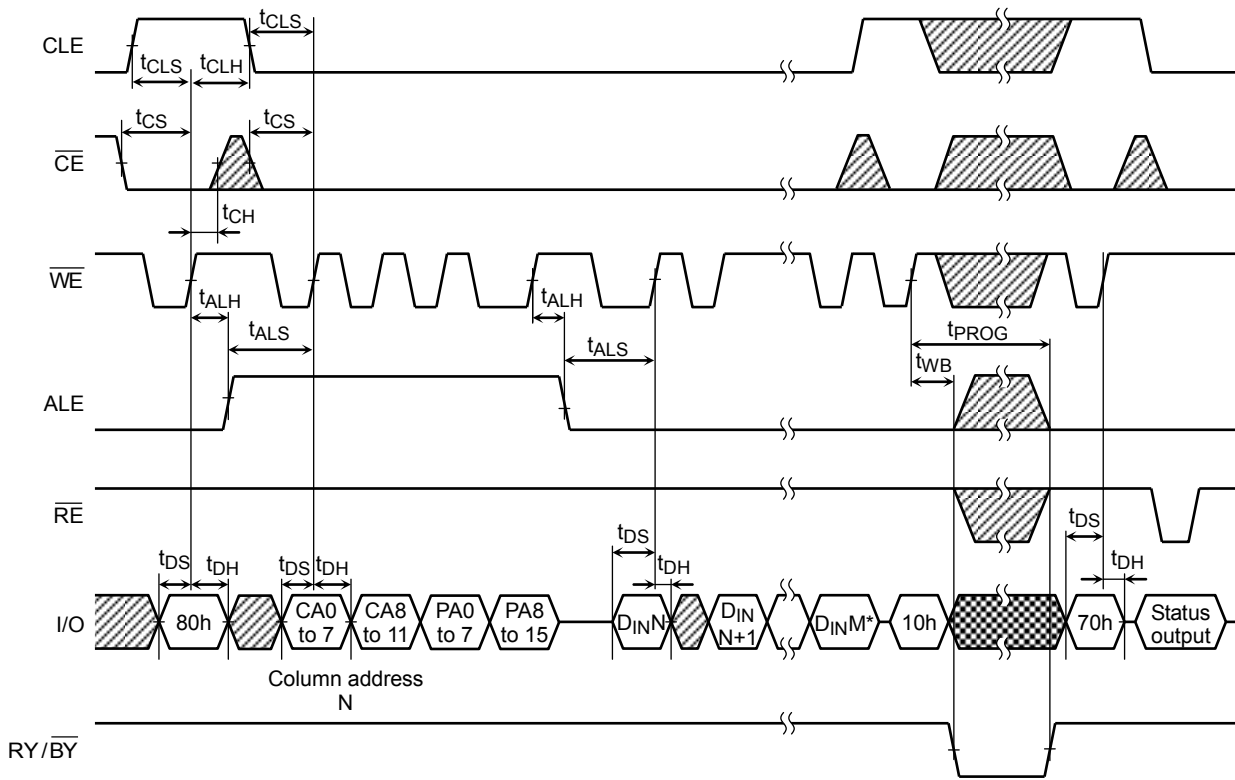 CLE
tCLS
tCLS
tCLH
CE
tCS
tCS
tCH
WE
tALH
tALH
tALS
tALS
tPROG
tWB
ALE
RE
tDS
tDH
tDS
tDH
tDS
tDH
tDS
tDH
I/O
80h
CA0
to 7
CA8
to 11
PA0
to 7
PA8
to 15
DINN
DIN
N+1
DINM*
10h
70h
Status
output
Column address
N
RY/BY